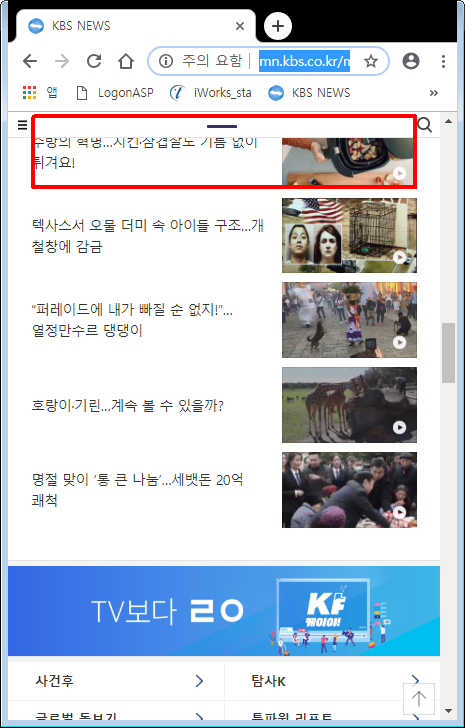 KBS NEWS
주의 요함
mn.kbs.co.kr/n
앱
LogonASP
iWorks_sta
KBS NEWS
»
주방의 혁명…치킨·삼겹살도 기름 없이
튀겨요!
텍사스서 오물 더미 속 아이들 구조…개
철창에 감금
“퍼레이드에 내가 빠질 순 없지!”…
열정만수르 댕댕이
호랑이·기린…계속 볼 수 있을까?
명절 맞이 ‘통 큰 나눔’…세뱃돈 20억
쾌척
TV보다 ㄹㅇ
KF
케이야!
사건후
탐사K
글로벌 돋보기
특파원 리포트